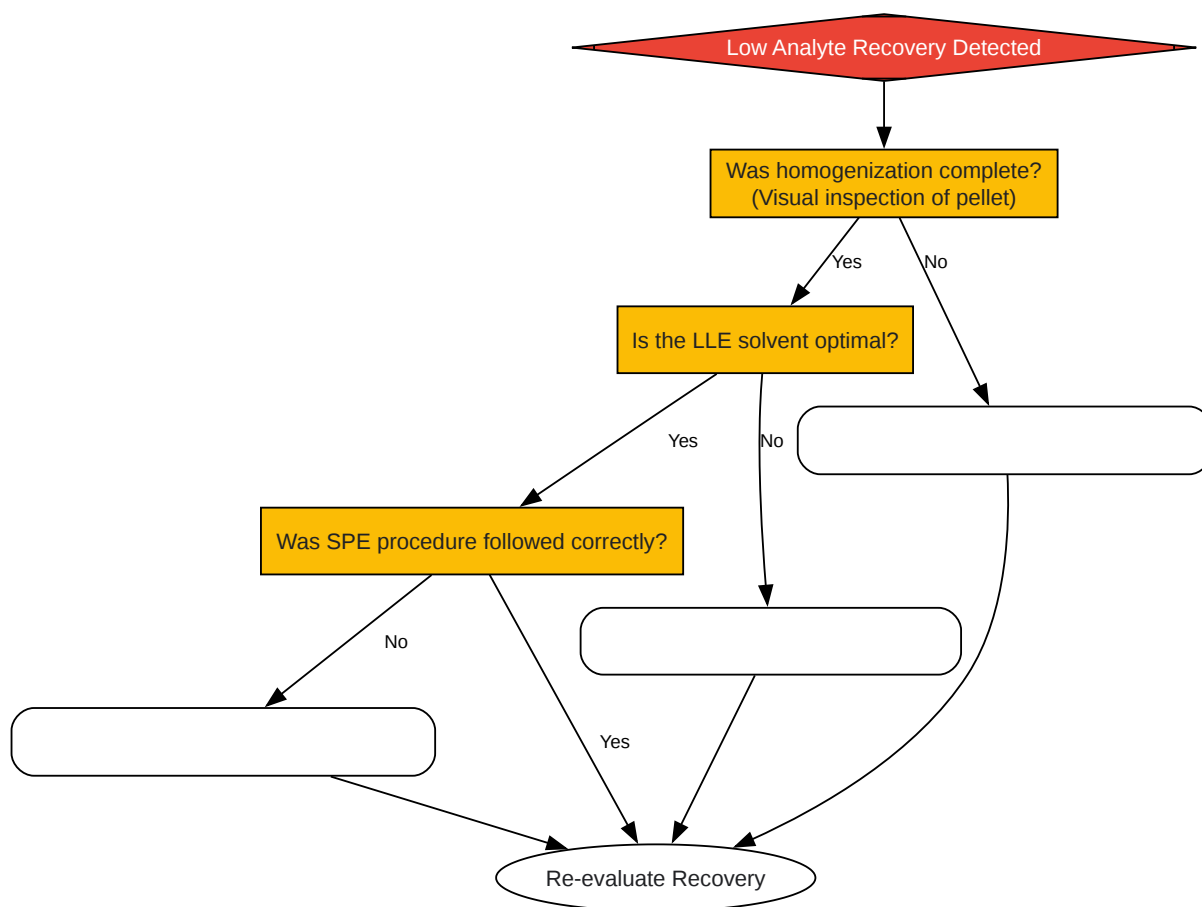 Low Analyte Recovery Detected
Was homogenization complete?
(Visual inspection of pellet)
Yes
No
Is the LLE solvent optimal?
Yes
No
Was SPE procedure followed correctly?
No
Yes
Re-evaluate Recovery